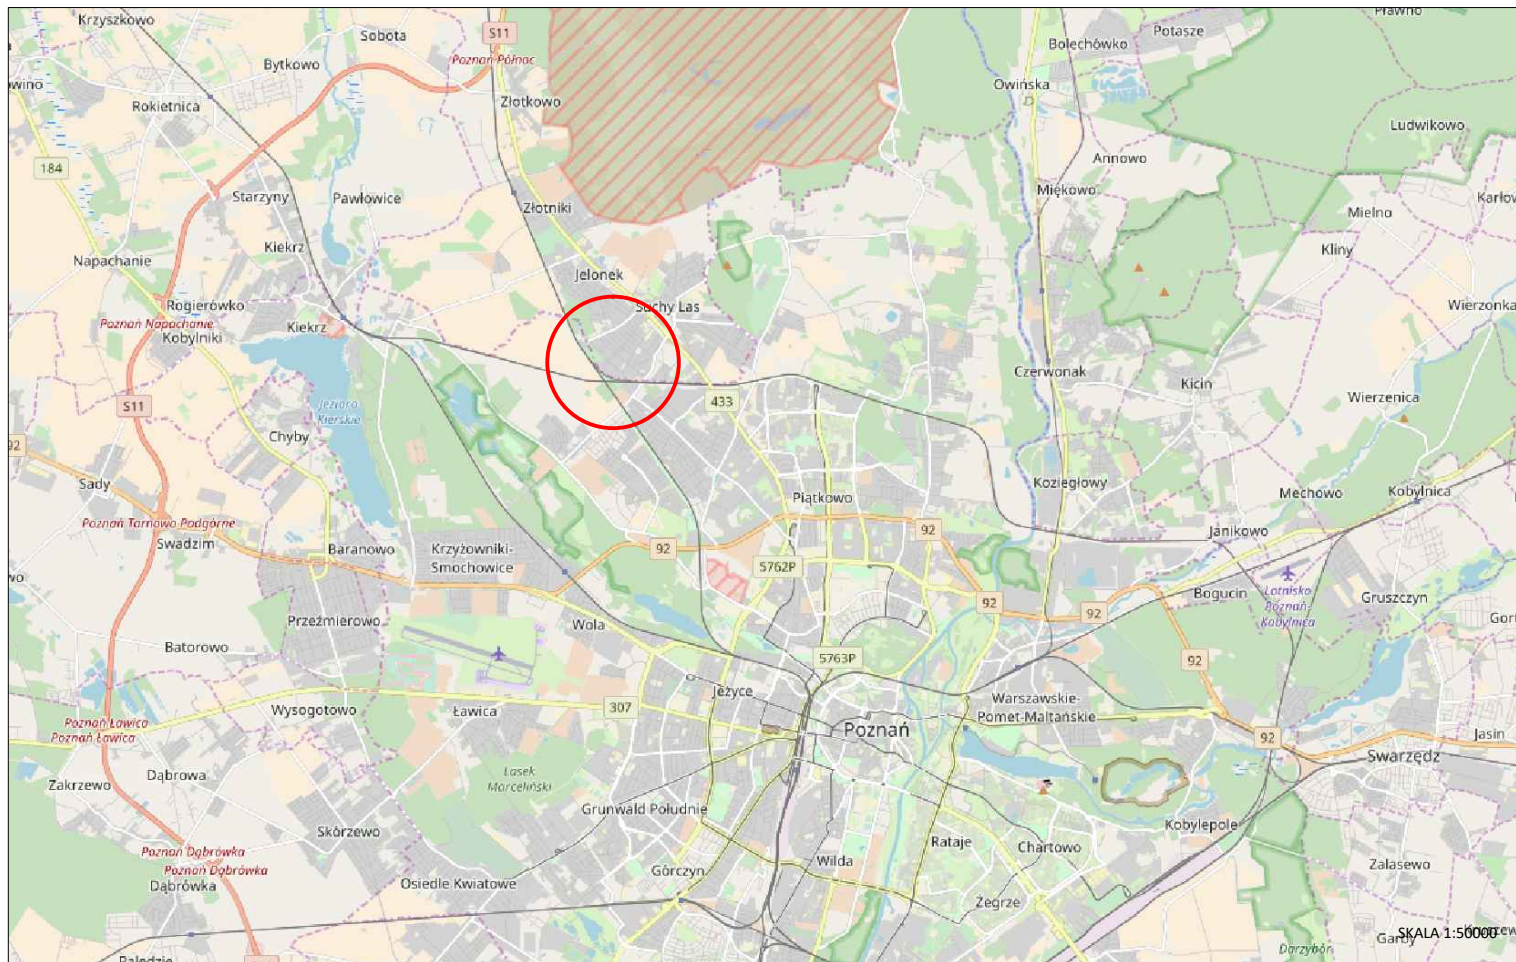 Krzyszkowo
Sobota
S11
Poznań Północ
Bytkowo
Rokietnica
Złotkowo
Bolechówko
Potasze
Owińska
Ludwikowo
Annowo
184
Starzyny
Pawłowice
Złotniki
Miękowo
Mielno
Kiekrz
Napachanie
Jelonek
Kliny
Rogierówko
Suchy Las
Wierzonka
Poznań Napachanie
Kobylniki
Kiekrz
Czerwonak
Kicin
S11
Jezioro
Kierskie
433
Wierzenica
Chyby
92
Sady
Piątkowo
Koziegłowy
Mechowo
Kobylnica
Poznań Tarnowo Podgórne
Swadzim
Baranowo
Krzyżowniki-
Smochowice
92
92
Janikowo
5762P
Lotnisko
Poznań-
Kobylnica
Bogucin
Gruszczyn
92
92
Przeźmierowo
Wola
Batorowo
5763P
92
Jeżyce
Warszawskie-
Pomet-Maltańskie
Wysogotowo
Ławica
307
Poznań
Poznań Ławica
Poznań Ławica
92
Jasin
Swarzędz
Zakrzewo
Dąbrowa
Lasek
Marceliński
Grunwald Południe
Skórzewo
Kobylepole
Rataje
Chartowo
Poznań Dąbrówka
Poznań Dąbrówka
Dąbrówka
Wilda
Zalasewo
Górczyn
Osiedle Kwiatowe
Żegrze
SKALA 1:50000
Garby
Darzybór